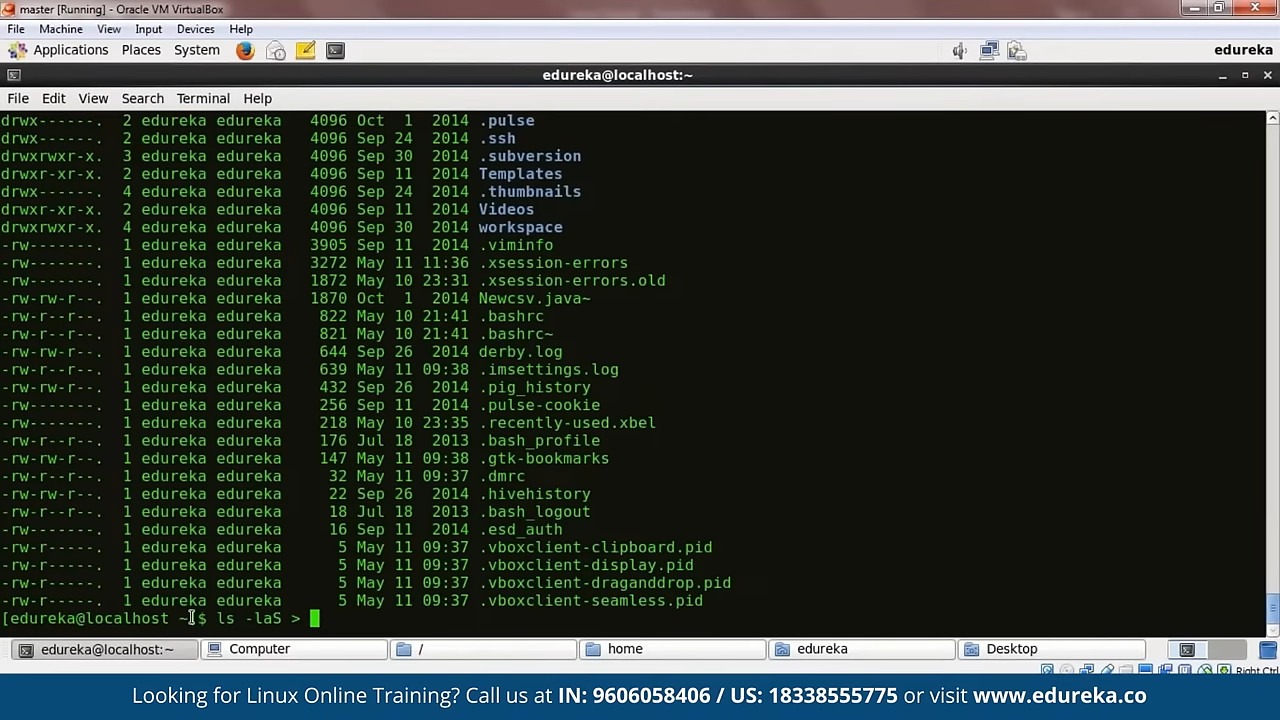 master [Running] - Oracle VM VirtualBox
File Machine View Input Devices Help
Applications Places System edureka
edureka@localhost:~
File Edit View Search Terminal Help
drwx------. 2 edureka edureka 4096 Oct 1 2014 .pulse
drwx------. 2 edureka edureka 4096 Sep 24 2014 .ssh
drwxrwxr-x. 3 edureka edureka 4096 Sep 30 2014 .subversion
drwxr-xr-x. 2 edureka edureka 4096 Sep 11 2014 Templates
drwx------. 4 edureka edureka 4096 Sep 24 2014 .thumbnails
drwxr-xr-x. 2 edureka edureka 4096 Sep 11 2014 Videos
drwxrwxr-x. 4 edureka edureka 4096 Sep 30 2014 workspace
-rw-------. 1 edureka edureka 3905 Sep 11 2014 .viminfo
-rw-------. 1 edureka edureka 3272 May 11 11:36 .xsession-errors
-rw-------. 1 edureka edureka 1872 May 10 23:31 .xsession-errors.old
-rw-rw-r--. 1 edureka edureka 1870 Oct 1 2014 Newcsv.java~
-rw-r--r--. 1 edureka edureka 822 May 10 21:41 .bashrc
-rw-r--r--. 1 edureka edureka 821 May 10 21:41 .bashrc~
-rw-rw-r--. 1 edureka edureka 644 Sep 26 2014 derby.log
-rw-rw-r--. 1 edureka edureka 639 May 11 09:38 .imsettings.log
-rw-rw-r--. 1 edureka edureka 432 Sep 26 2014 .pig_history
-rw-------. 1 edureka edureka 256 Sep 11 2014 .pulse-cookie
-rw-------. 1 edureka edureka 218 May 10 23:35 .recently-used.xbel
-rw-r--r--. 1 edureka edureka 176 Jul 18 2013 .bash_profile
-rw-rw-r--. 1 edureka edureka 147 May 11 09:38 .gtk-bookmarks
-rw-r--r--. 1 edureka edureka 32 May 11 09:37 .dmrc
-rw-rw-r--. 1 edureka edureka 22 Sep 26 2014 .hivehistory
-rw-r--r--. 1 edureka edureka 18 Jul 18 2013 .bash_logout
-rw-------. 1 edureka edureka 16 Sep 11 2014 .esd_auth
-rw-r-----. 1 edureka edureka 5 May 11 09:37 .vboxclient-clipboard.pid
-rw-r-----. 1 edureka edureka 5 May 11 09:37 .vboxclient-display.pid
-rw-r-----. 1 edureka edureka 5 May 11 09:37 .vboxclient-draganddrop.pid
-rw-r-----. 1 edureka edureka 5 May 11 09:37 .vboxclient-seamless.pid
[edureka@localhost ~]$ ls -laS >
edureka@localhost:~ Computer / home edureka Desktop
Right Ctrl
Looking for Linux Online Training? Call us at IN: 9606058406 / US: 18338555775 or visit www.edureka.co